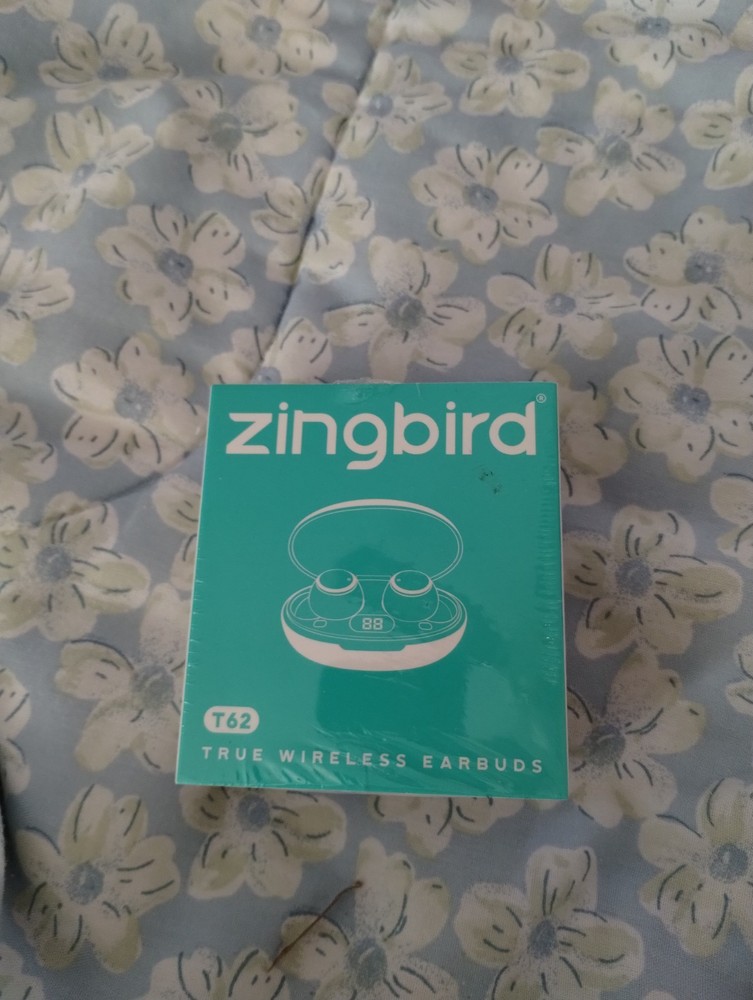 zingbird®
88
T62
TRUE WIRELESS EARBUDS